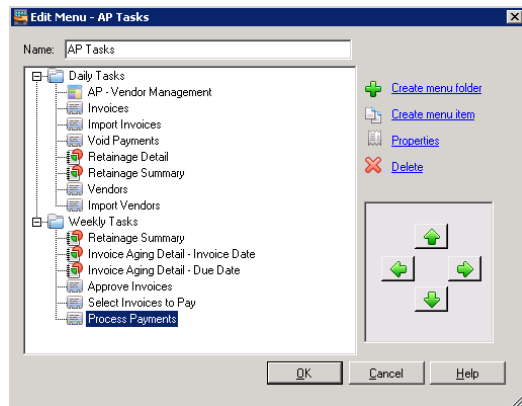 Edit Menu - AP Tasks
Name: AP Tasks
Daily Tasks
AP - Vendor Management
Invoices
Import Invoices
Void Payments
Retainage Detail
Retainage Summary
Vendors
Import Vendors
Weekly Tasks
Retainage Summary
Invoice Aging Detail - Invoice Date
Invoice Aging Detail - Due Date
Approve Invoices
Select Invoices to Pay
Process Payments
Create menu folder
Create menu item
Properties
Delete
OK Cancel Help